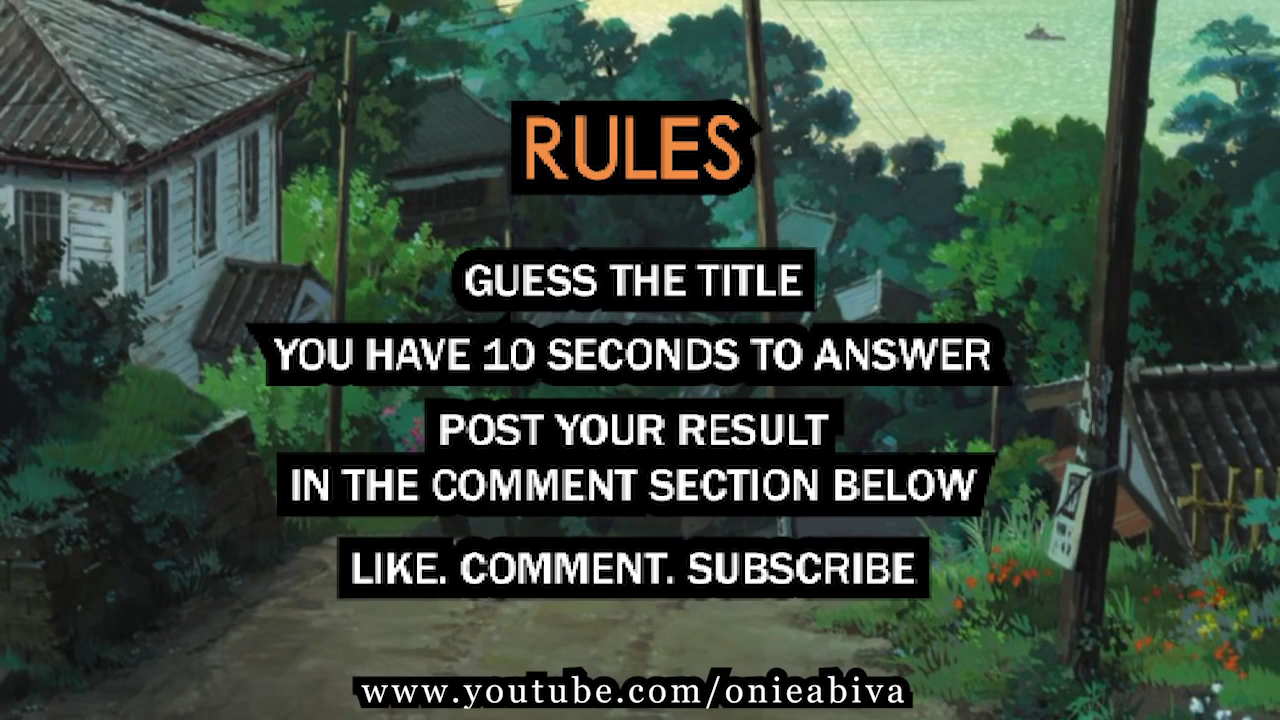 RULES
GUESS THE TITLE
YOU HAVE 10 SECONDS TO ANSWER
POST YOUR RESULT
IN THE COMMENT SECTION BELOW
LIKE. COMMENT. SUBSCRIBE
www.youtube.com/onieabiva